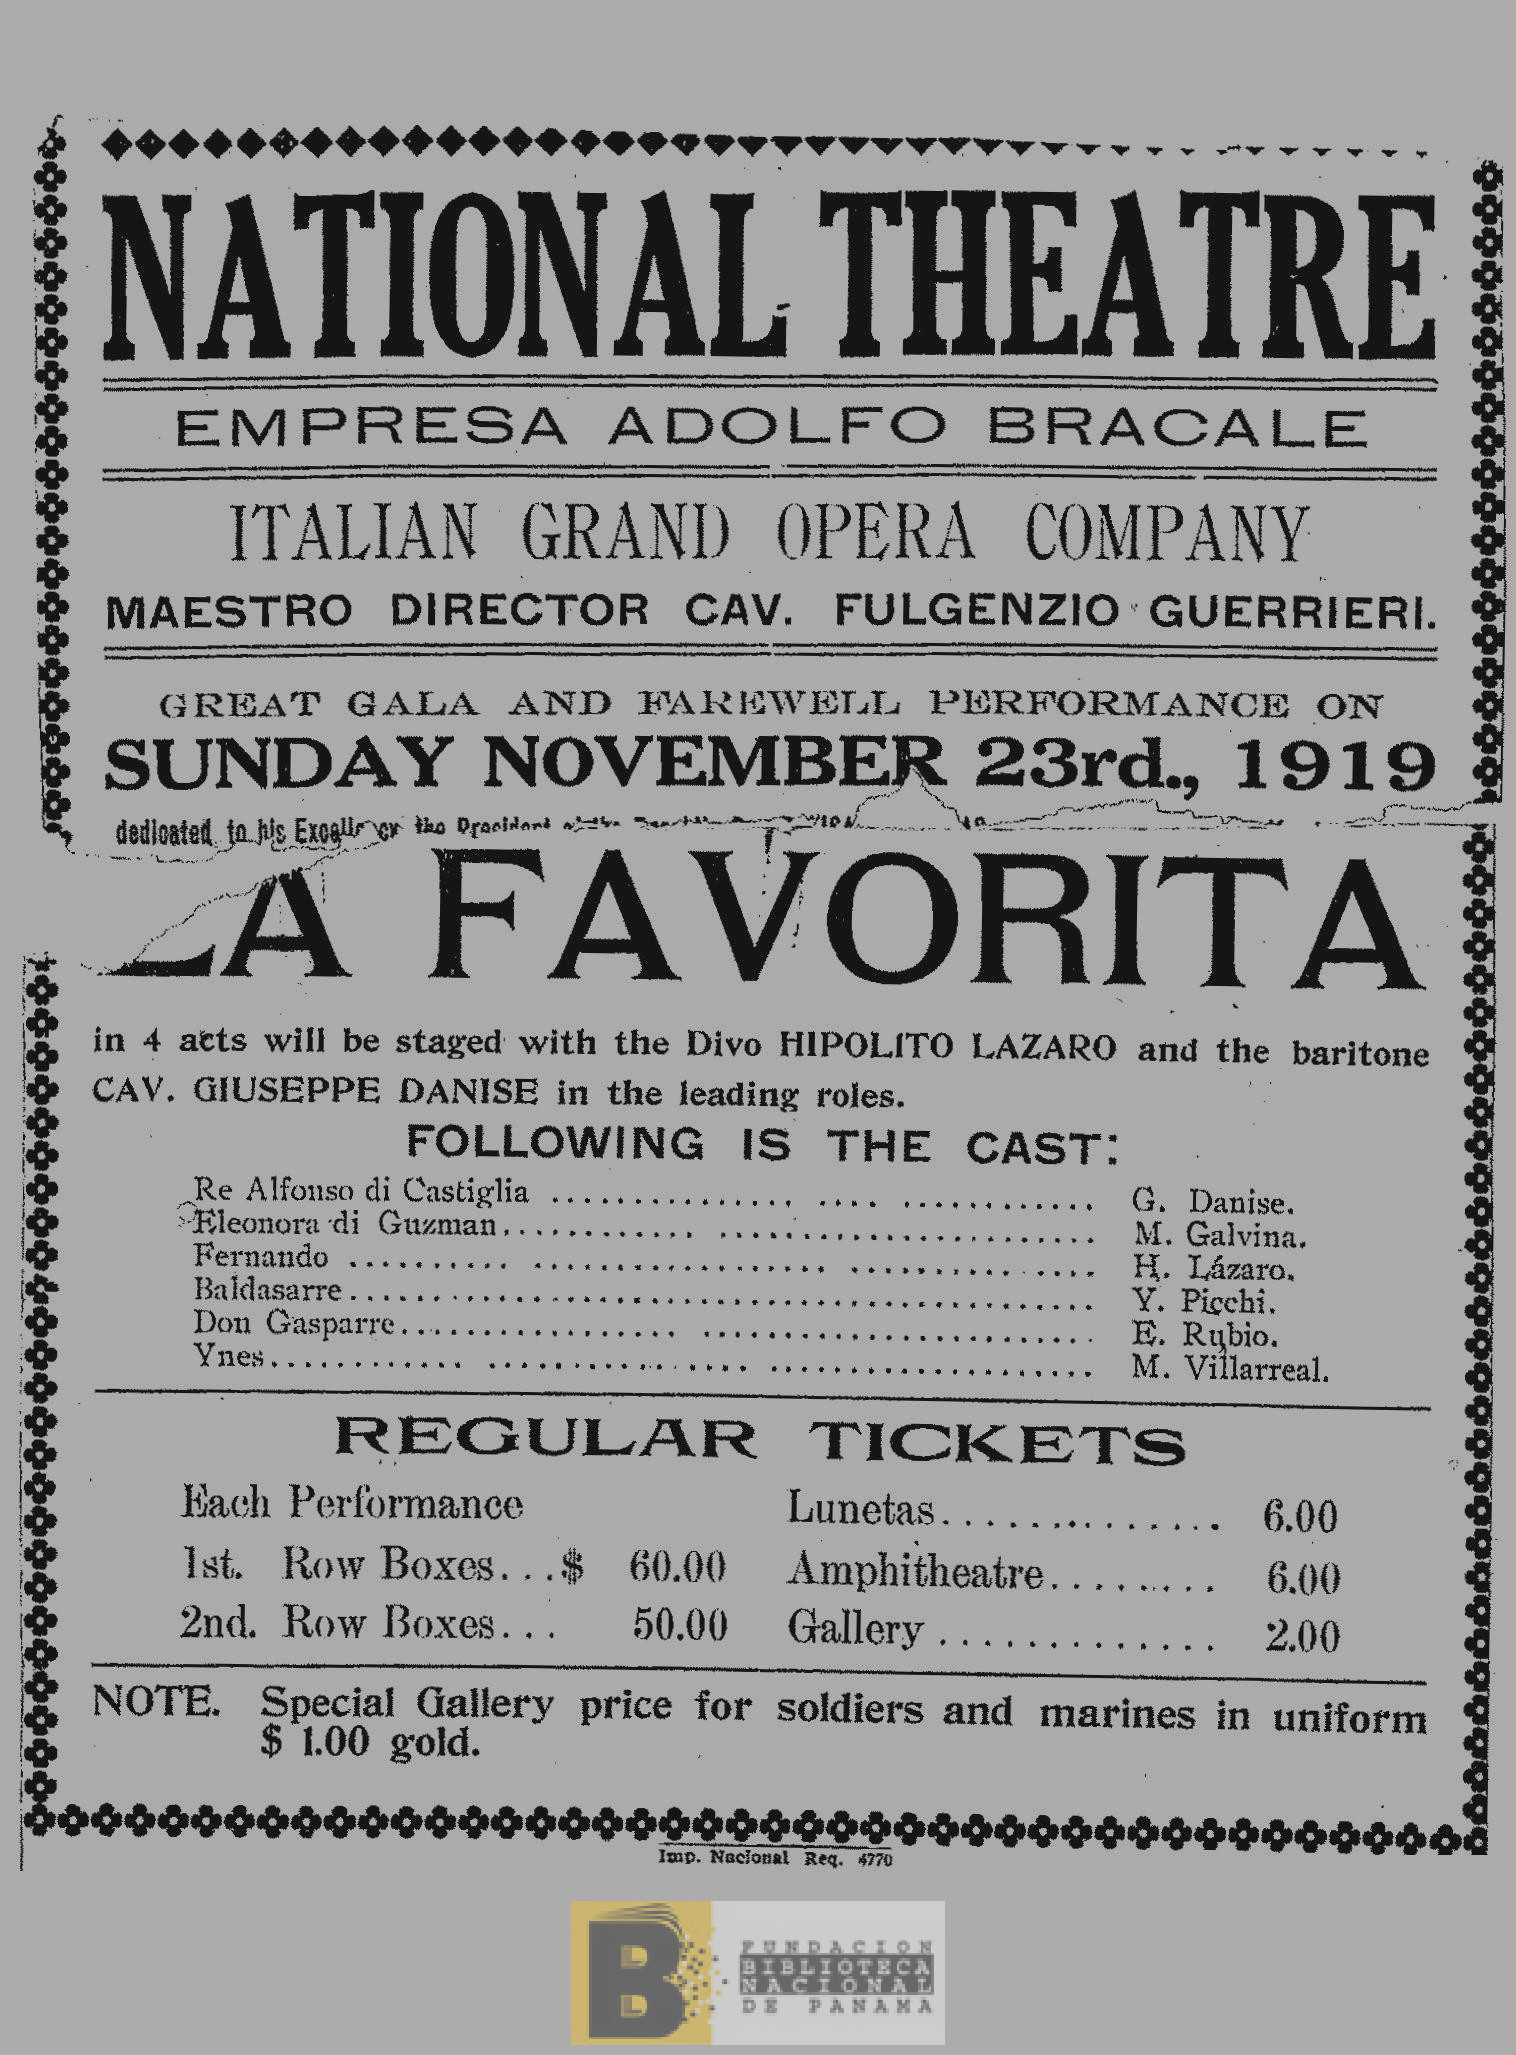 NATIONAL THEATRE
EMPRESA ADOLFO BRACALE
ITALIAN GRAND OPERA COMPANY
MAESTRO DIRECTOR CAV. FULGENZIO GUERRIERI.
GREAT GALA AND FAREWELL PERFORMANCE ON
SUNDAY NOVEMBER 23rd., 1919
dedicated to his Excellency the President of the
LA FAVORITA
in 4 acts will be staged with the Divo HIPOLITO LAZARO and the baritone
CAV. GIUSEPPE DANISE in the leading roles.
FOLLOWING IS THE CAST:
Re Alfonso di Castiglia ........................ G. Danise.
Eleonora di Guzman ........................ M. Galvina.
Fernando ........................ H. Lázaro.
Baldasarre ........................ Y. Picchi.
Don Gasparre ........................ E. Rubio.
Ynes ........................ M. Villarreal.
REGULAR TICKETS
Each Performance
1st. Row Boxes...$ 60.00
2nd. Row Boxes... 50.00
Lunetas............. 6.00
Amphitheatre........ 6.00
Gallery ............. 2.00
NOTE. Special Gallery price for soldiers and marines in uniform
$ 1.00 gold.
Imp. Nacional Req. 4770
B
FUNDACION
BIBLIOTECA
NACIONAL
DE PANAMA